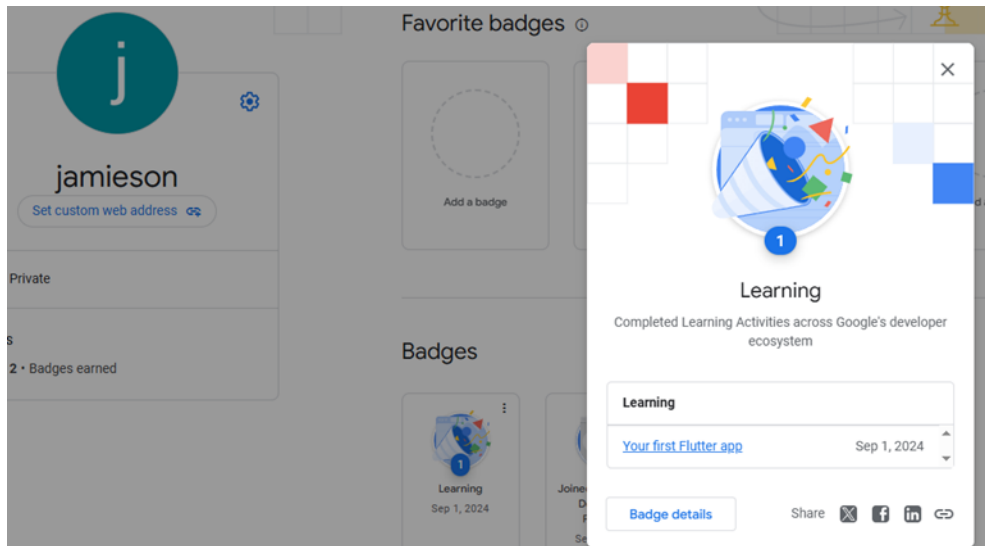 j
jamieson
Set custom web address
Private
s
2 • Badges earned
Favorite badges
Add a badge
Badges
1
Learning
Sep 1, 2024
Joine
D
Se
1
Learning
Completed Learning Activities across Google's developer
ecosystem
Learning
Your first Flutter app Sep 1, 2024
Badge details Share